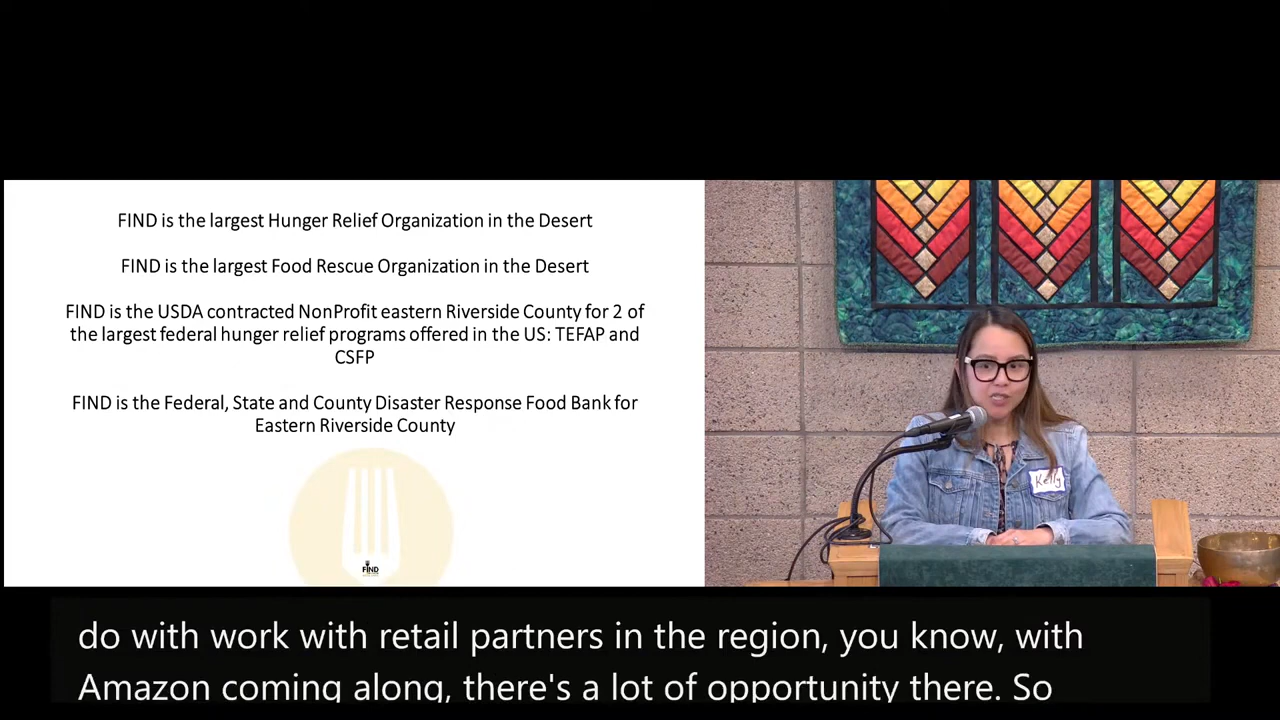 FIND is the largest Hunger Relief Organization in the Desert
FIND is the largest Food Rescue Organization in the Desert
FIND is the USDA contracted NonProfit eastern Riverside County for 2 of
the largest federal hunger relief programs offered in the US: TEFAP and
CSFP
FIND is the Federal, State and County Disaster Response Food Bank for
Eastern Riverside County
FIND
Kelly
do with work with retail partners in the region, you know, with
Amazon coming along, there's a lot of opportunity there. So